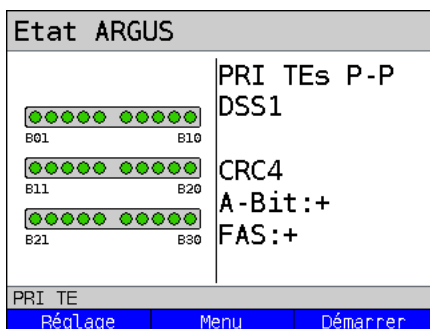 Etat ARGUS
PRI TEs P-P
DSS1
B01 B10
CRC4
B11 B20
A-Bit:+
FAS:+
B21 B30
PRI TE
Réglage Menu Démarrer